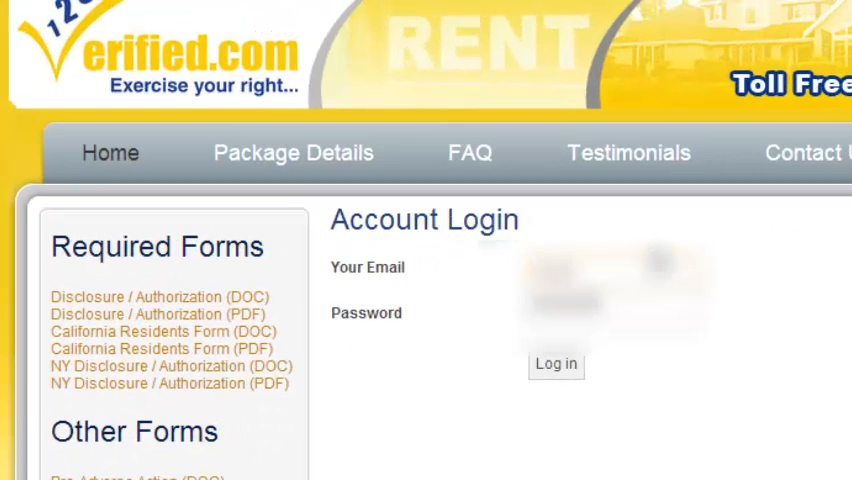 erified.com
Exercise your right...
RENT
Toll Free
Home
Package Details
FAQ
Testimonials
Contact
Account Login
Your Email
Password
Log in
Required Forms
Disclosure / Authorization (DOC)
Disclosure / Authorization (PDF)
California Residents Form (DOC)
California Residents Form (PDF)
NY Disclosure / Authorization (DOC)
NY Disclosure / Authorization (PDF)
Other Forms